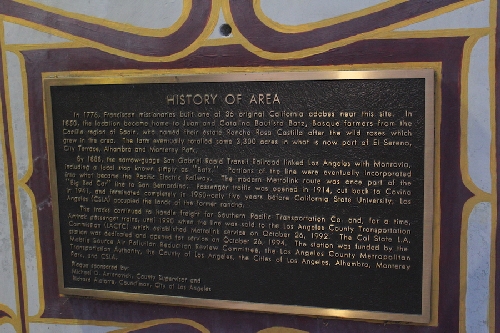 HISTORY OF AREA
In 1776, Franciscan missionaries built one of 36 original California adobes near this site. In
1855, the location became home to Juan and Catalina Bautista Batz, Basque farmers from the
region of Spain, who named their estate Rancho Rosa Castilla after the wild roses which
grew in the area. The farm eventually totalled some 3,300 acres in what is now part of El Sereno,
City Terrace, Alhambra and Monterey Park.
By 1888, the narrow-gauge San Gabriel Rapid Transit Railroad linked Los Angeles with Monrovia,
including a local stop known simply as "Batz." Portions of the line were eventually incorporated
into what became the Pacific Electric Railway. The modern Metrolink route was once part of the
"Big Red Car" line to San Bernardino. Passenger traffic was opened in 1914, cut back to Covina
in 1941, and terminated completely in 1950--only five years before California State University, Los
Angeles (CSLA) occupied the lands of the former rancho.
The tracks continued to handle freight for Southern Pacific Transportation Co. and, for a time,
Amtrak passenger trains, until 1990 when the line was sold to the Los Angeles County Transportation
Commission (LACTC) which established Metrolink service on October 26, 1992. The Cal State L.A.
station was dedicated and opened for service on October 26, 1994. The station was funded by the
Mobile Source Air Pollution Reduction Review Committee, the Los Angeles County Metropolitan
Transportation Authority, the County of Los Angeles, the Cities of Los Angeles, Alhambra, Monterey
Park, and CSLA.
Plaque sponsored by:
Michael D. Antonovich, County Supervisor and
Richard Alatorre, Councilman, City of Los Angeles